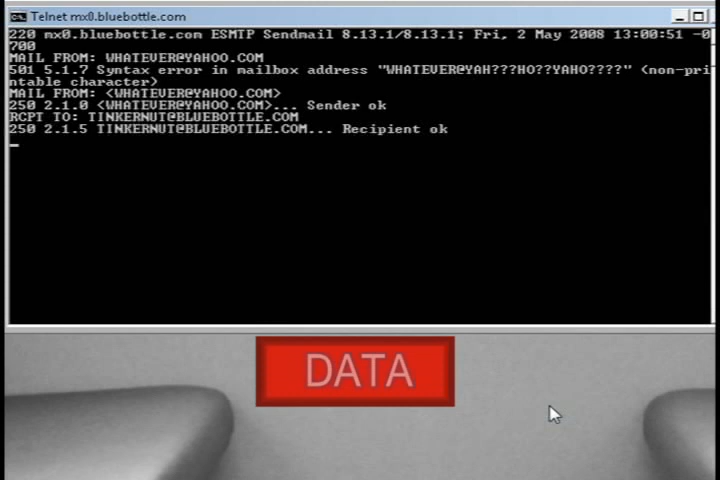 Telnet mx0.bluebottle.com
220 mx0.bluebottle.com ESMTP Sendmail 8.13.1/8.13.1; Fri, 2 May 2008 13:00:51 -0
700
MAIL FROM: WHATEVER@YAHOO.COM
501 5.1.7 Syntax error in mailbox address "WHATEVER@YAH???HO??YAHO????" (non-pri
ntable character)
MAIL FROM: <WHATEVER@YAHOO.COM>
250 2.1.0 <WHATEVER@YAHOO.COM>... Sender ok
RCPT TO: TINKERNUT@BLUEBOTTLE.COM
250 2.1.5 TINKERNUT@BLUEBOTTLE.COM... Recipient ok
DATA